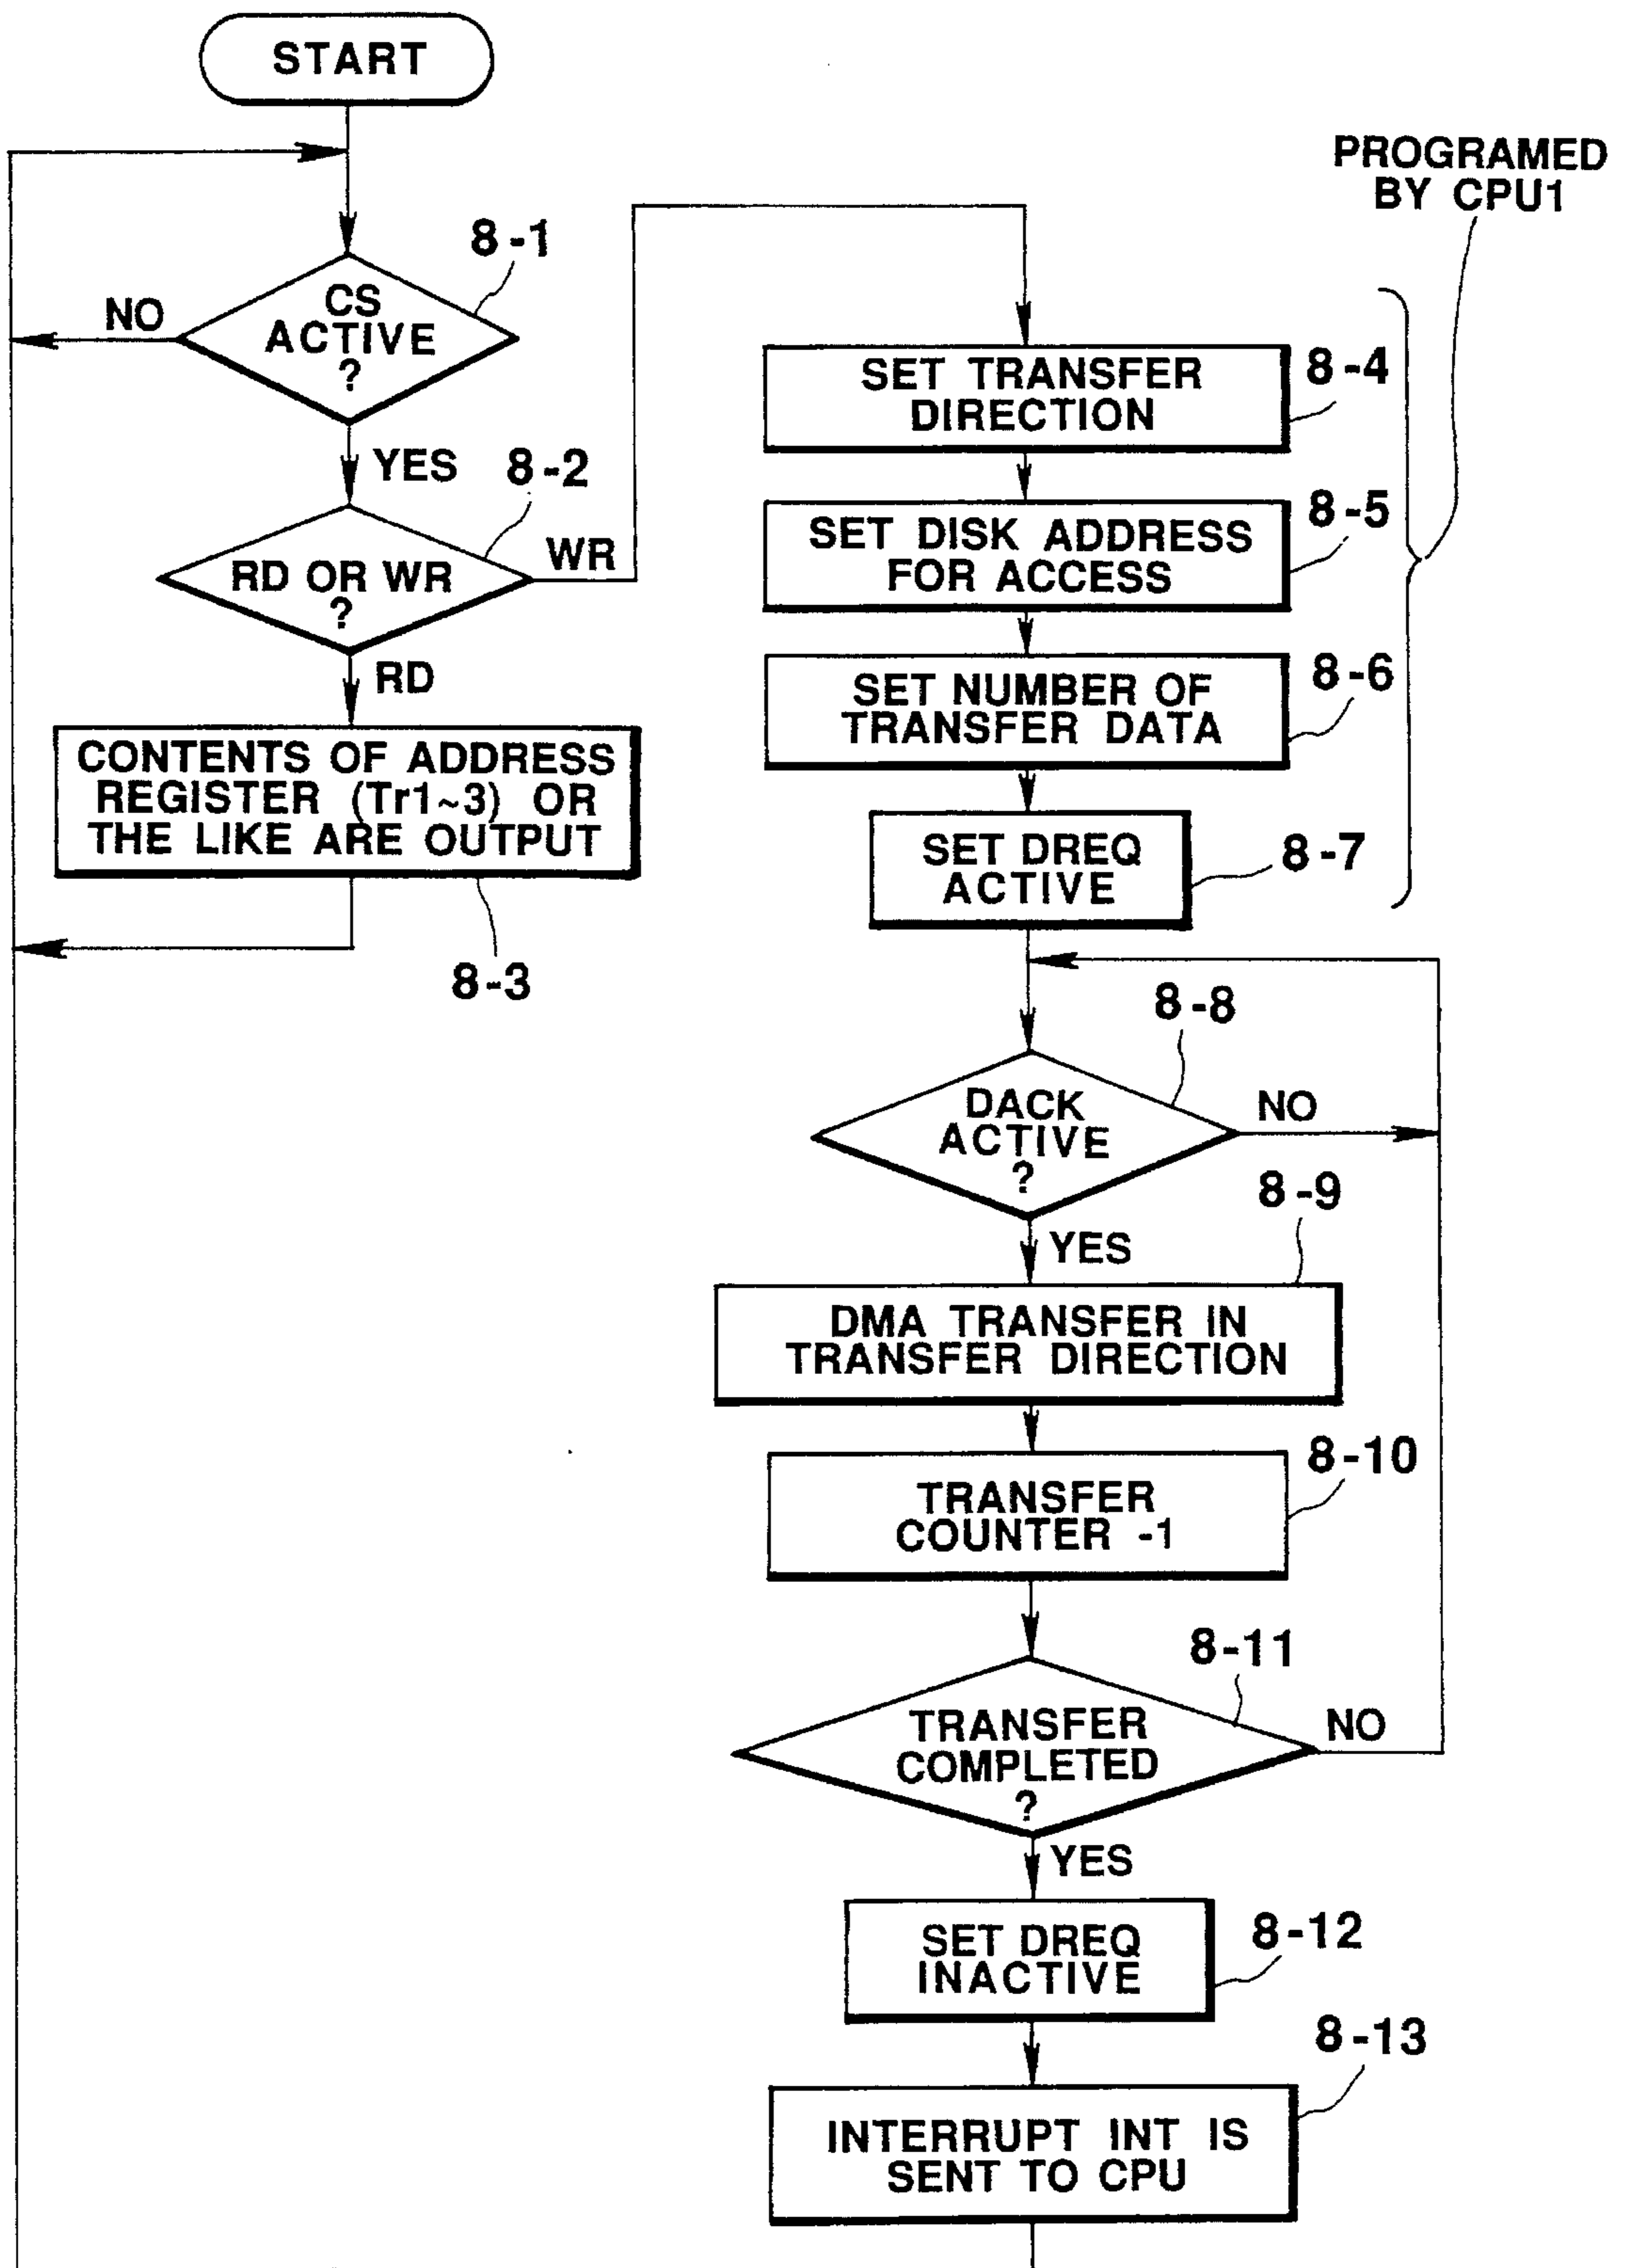 START
PROGRAMED
BY CPU1
8-1
CS
ACTIVE
?
NO
YES
8-2
RD OR WR
?
WR
RD
CONTENTS OF ADDRESS
REGISTER (Tr1~3) OR
THE LIKE ARE OUTPUT
8-3
SET TRANSFER
DIRECTION
8-4
SET DISK ADDRESS
FOR ACCESS
8-5
SET NUMBER OF
TRANSFER DATA
8-6
SET DREQ
ACTIVE
8-7
8-8
DACK
ACTIVE
?
NO
YES
8-9
DMA TRANSFER IN
TRANSFER DIRECTION
8-10
TRANSFER
COUNTER -1
8-11
TRANSFER
COMPLETED
?
NO
YES
SET DREQ
INACTIVE
8-12
8-13
INTERRUPT INT IS
SENT TO CPU